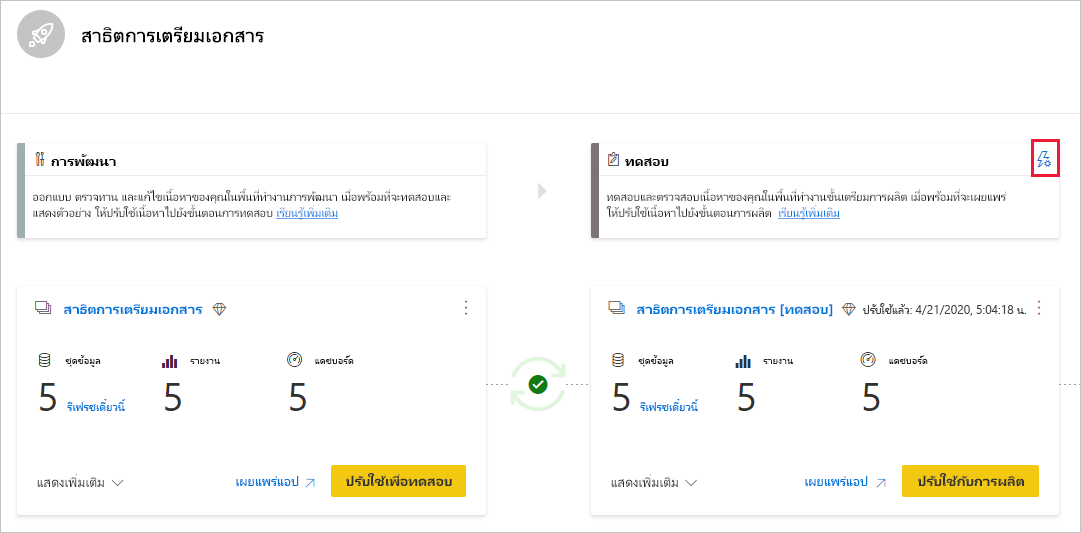 สาธิตการเตรียมเอกสาร
การพัฒนา
ออกแบบ ตรวจทาน และแก้ไขเนื้อหาของคุณในพื้นที่ทำงานการพัฒนา เมื่อพร้อมที่จะทดสอบและ
แสดงตัวอย่าง ให้ปรับใช้เนื้อหาไปยังขั้นตอนการทดสอบ เรียนรู้เพิ่มเติม
ทดสอบ
ทดสอบและตรวจสอบเนื้อหาของคุณในพื้นที่ทำงานขั้นเตรียมการผลิต เมื่อพร้อมที่จะเผยแพร่
ให้ปรับใช้เนื้อหาไปยังขั้นตอนการผลิต เรียนรู้เพิ่มเติม
สาธิตการเตรียมเอกสาร
ชุดข้อมูล รายงาน แดชบอร์ด
5 รีเฟรชเดี๋ยวนี้ 5 5
แสดงเพิ่มเติม เผยแพร่แอป ปรับใช้เพื่อทดสอบ
สาธิตการเตรียมเอกสาร [ทดสอบ] ปรับใช้แล้ว: 4/21/2020, 5:04:18 น.
ชุดข้อมูล รายงาน แดชบอร์ด
5 รีเฟรชเดี๋ยวนี้ 5 5
แสดงเพิ่มเติม เผยแพร่แอป ปรับใช้กับการผลิต